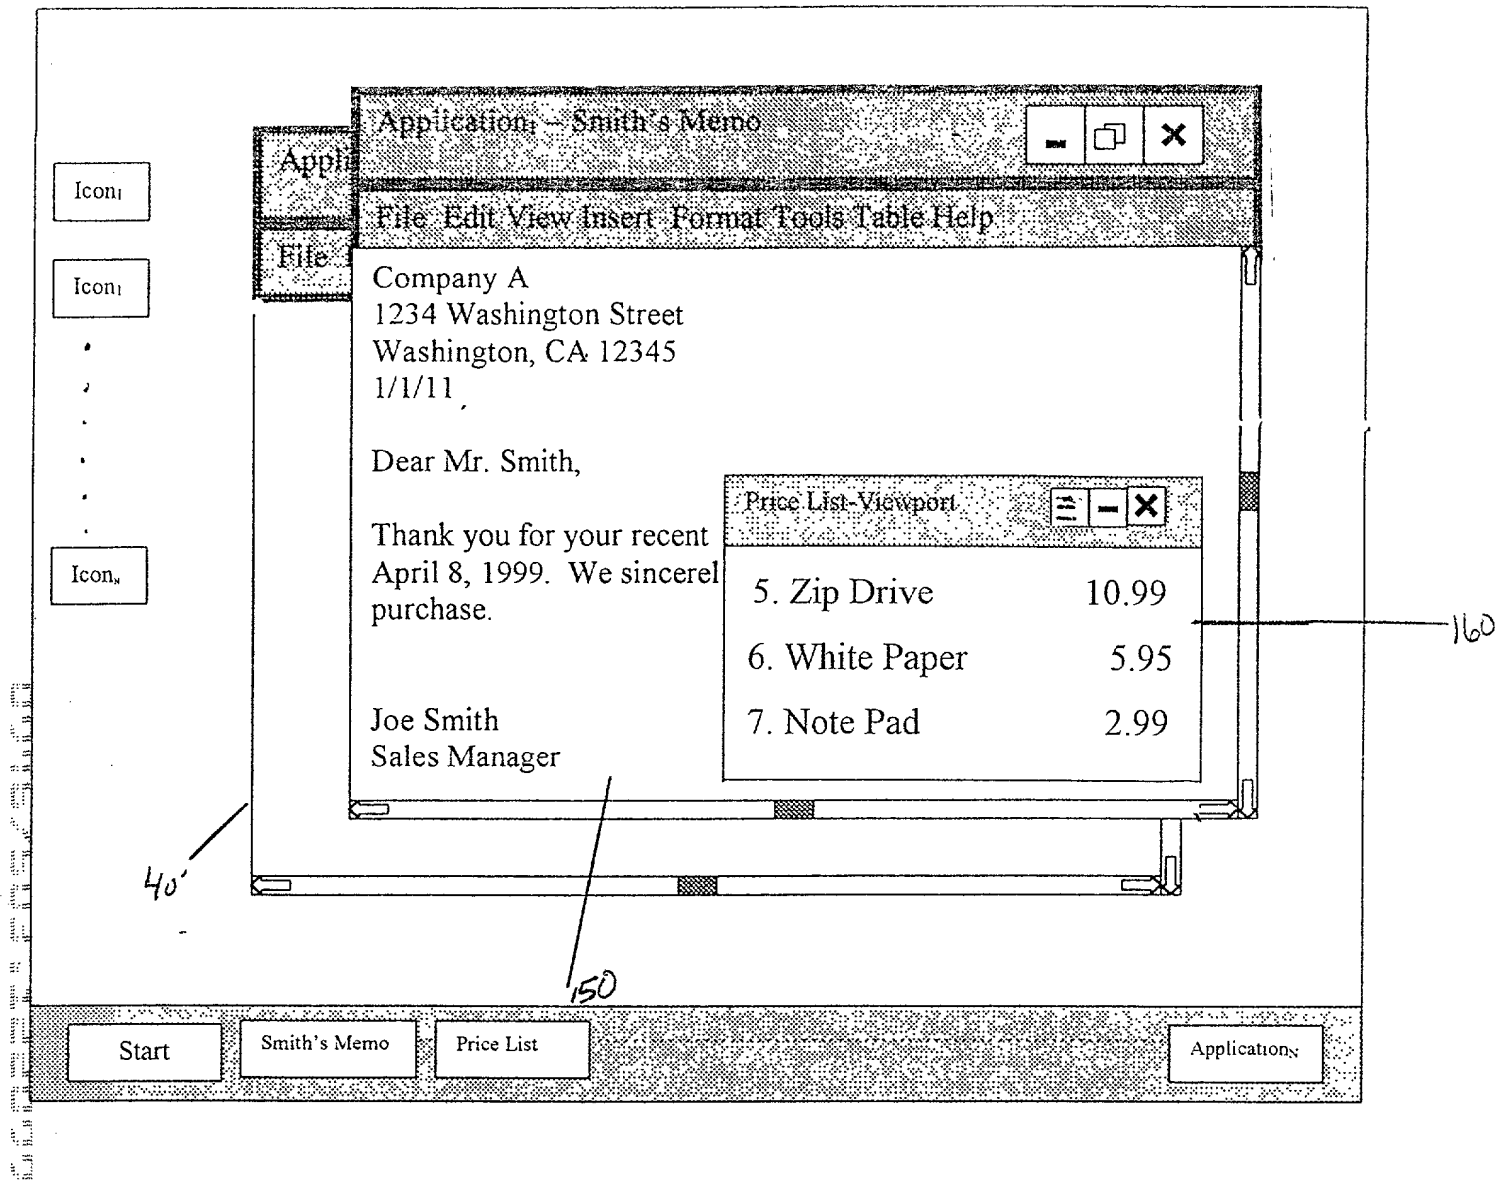 Application₁ – Smith's Memo
Appli
File Edit View Insert Format Tools Table Help
File
Icon₁
Icon₁
Iconₙ
Company A
1234 Washington Street
Washington, CA 12345
1/1/11
Dear Mr. Smith,
Thank you for your recent
April 8, 1999. We sincerel
purchase.
Joe Smith
Sales Manager
Price List-Viewport
5. Zip Drive 10.99
6. White Paper 5.95
7. Note Pad 2.99
160
40'
150
Start
Smith's Memo
Price List
Applicationₙ